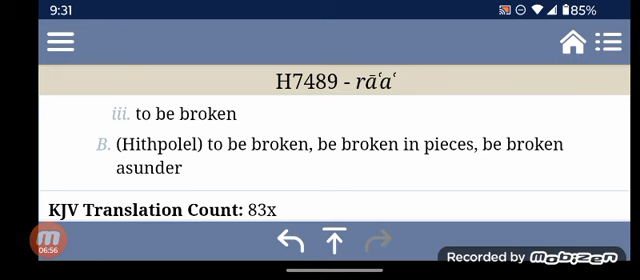 9:31
85%
H7489 - rāʿaʿ
iii. to be broken
B. (Hithpolel) to be broken, be broken in pieces, be broken
asunder
KJV Translation Count: 83x
06:56
Recorded by Mobizen